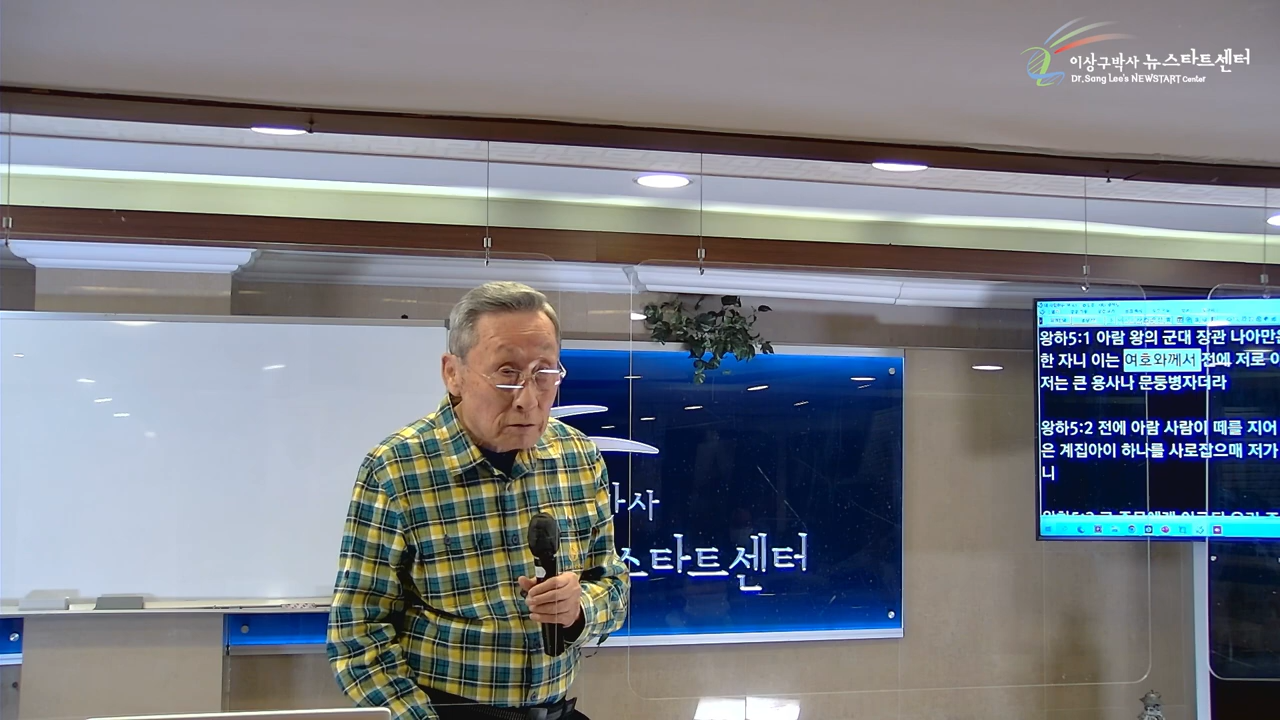 이상구박사 뉴스타트센터
Dr. Sang Lee's NEWSTART Center
왕하5:1 아람 왕의 군대 장관 나아만은
한 자니 이는 여호와께서 전에 저로 이
저는 큰 용사나 문둥병자더라
왕하5:2 전에 아람 사람이 떼를 지어
은 계집아이 하나를 사로잡으매 저가
니
박사
스타트센터